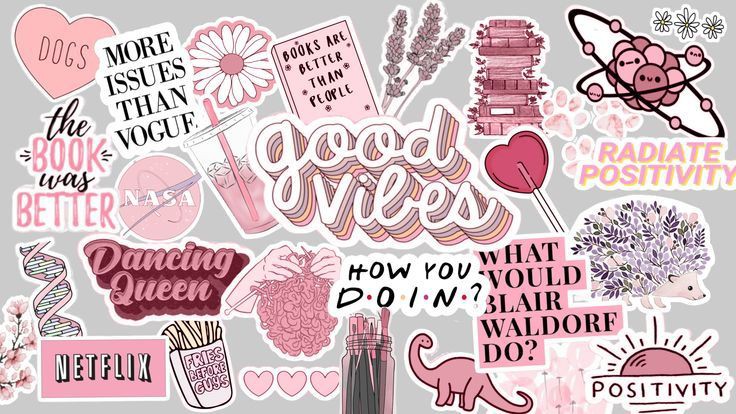 DOGS
MORE
ISSUES
THAN
VOGUE
BOOKS ARE
BETTER
THAN
PEOPLE
the
BOOK
was
BETTER
NASA
good
vibes
RADIATE
POSITIVITY
Dancing
Queen
HOW YOU
D.O.I.N.?
WHAT
WOULD
BLAIR
WALDORF
DO?
NETFLIX
FRIES
BEFORE
GUYS
POSITIVITY